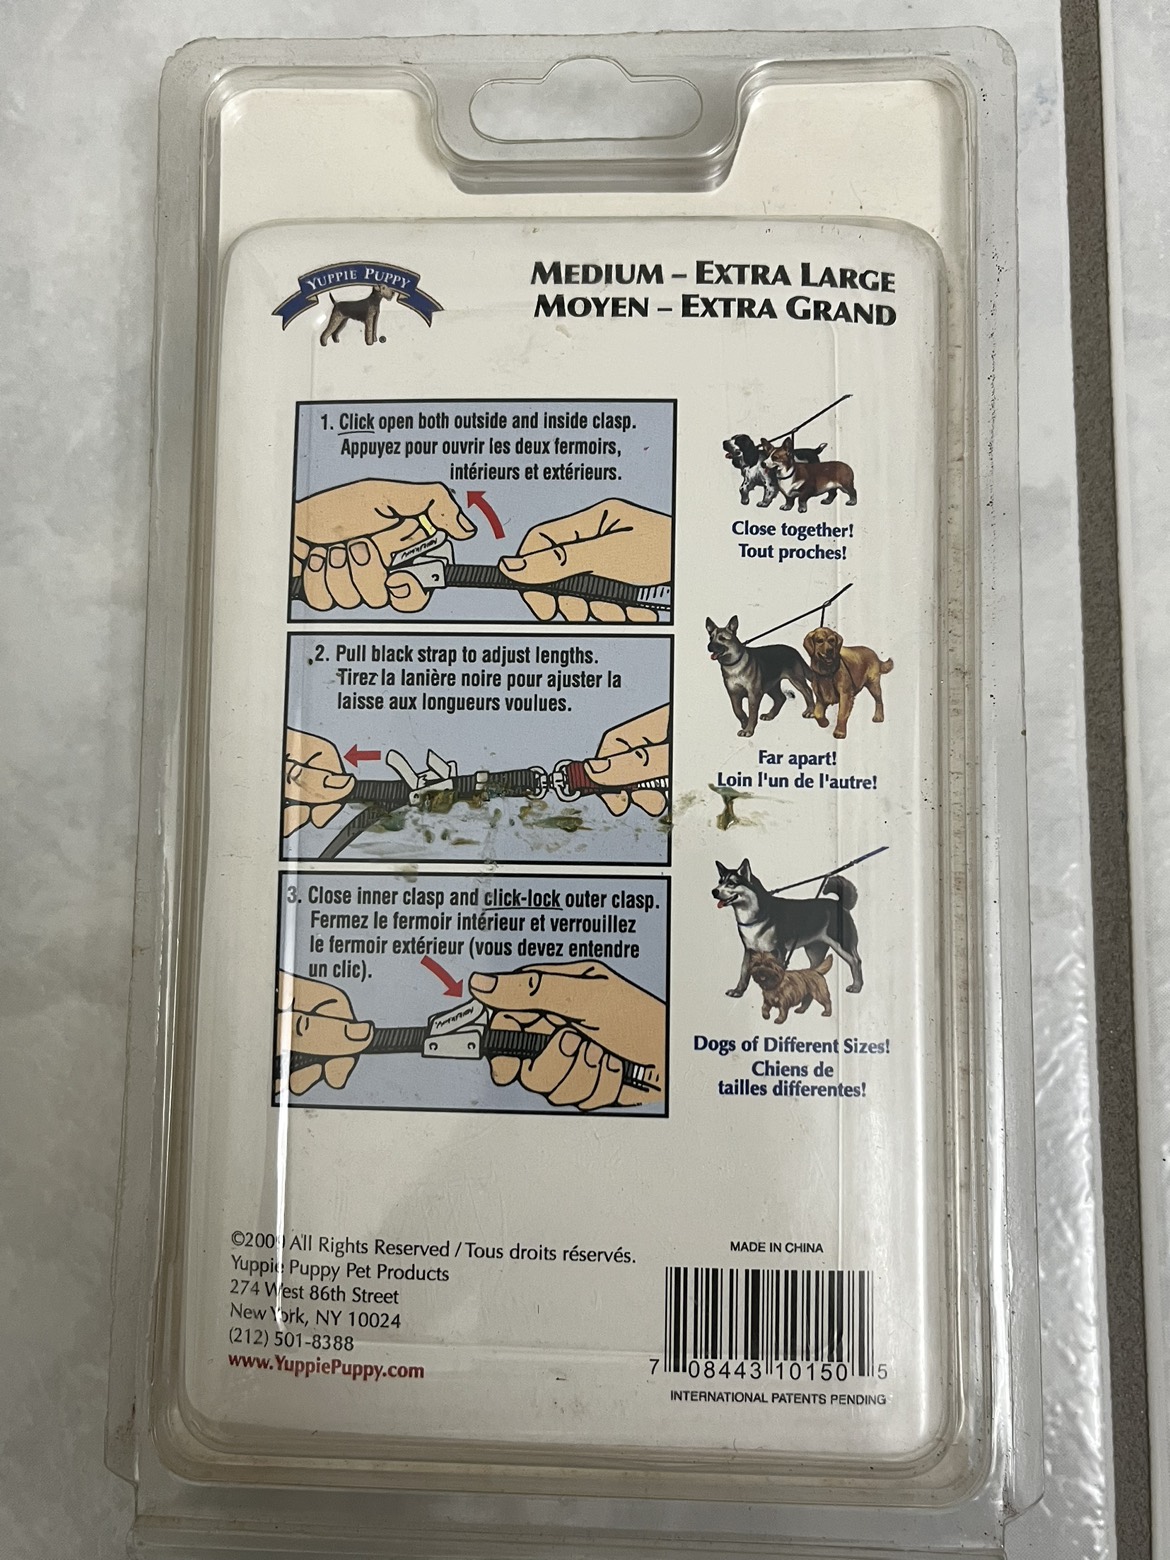 YUPPIE PUPPY
®
MEDIUM – EXTRA LARGE
MOYEN – EXTRA GRAND
1. Click open both outside and inside clasp.
Appuyez pour ouvrir les deux fermoirs,
intérieurs et extérieurs.
2. Pull black strap to adjust lengths.
Tirez la lanière noire pour ajuster la
laisse aux longueurs voulues.
3. Close inner clasp and click-lock outer clasp.
Fermez le fermoir intérieur et verrouillez
le fermoir extérieur (vous devez entendre
un clic).
Close together!
Tout proches!
Far apart!
Loin l'un de l'autre!
Dogs of Different Sizes!
Chiens de
tailles differentes!
©2009 All Rights Reserved / Tous droits réservés.
Yuppie Puppy Pet Products
274 West 86th Street
New York, NY 10024
(212) 501-8388
www.YuppiePuppy.com
MADE IN CHINA
7 08443 10150 5
INTERNATIONAL PATENTS PENDING